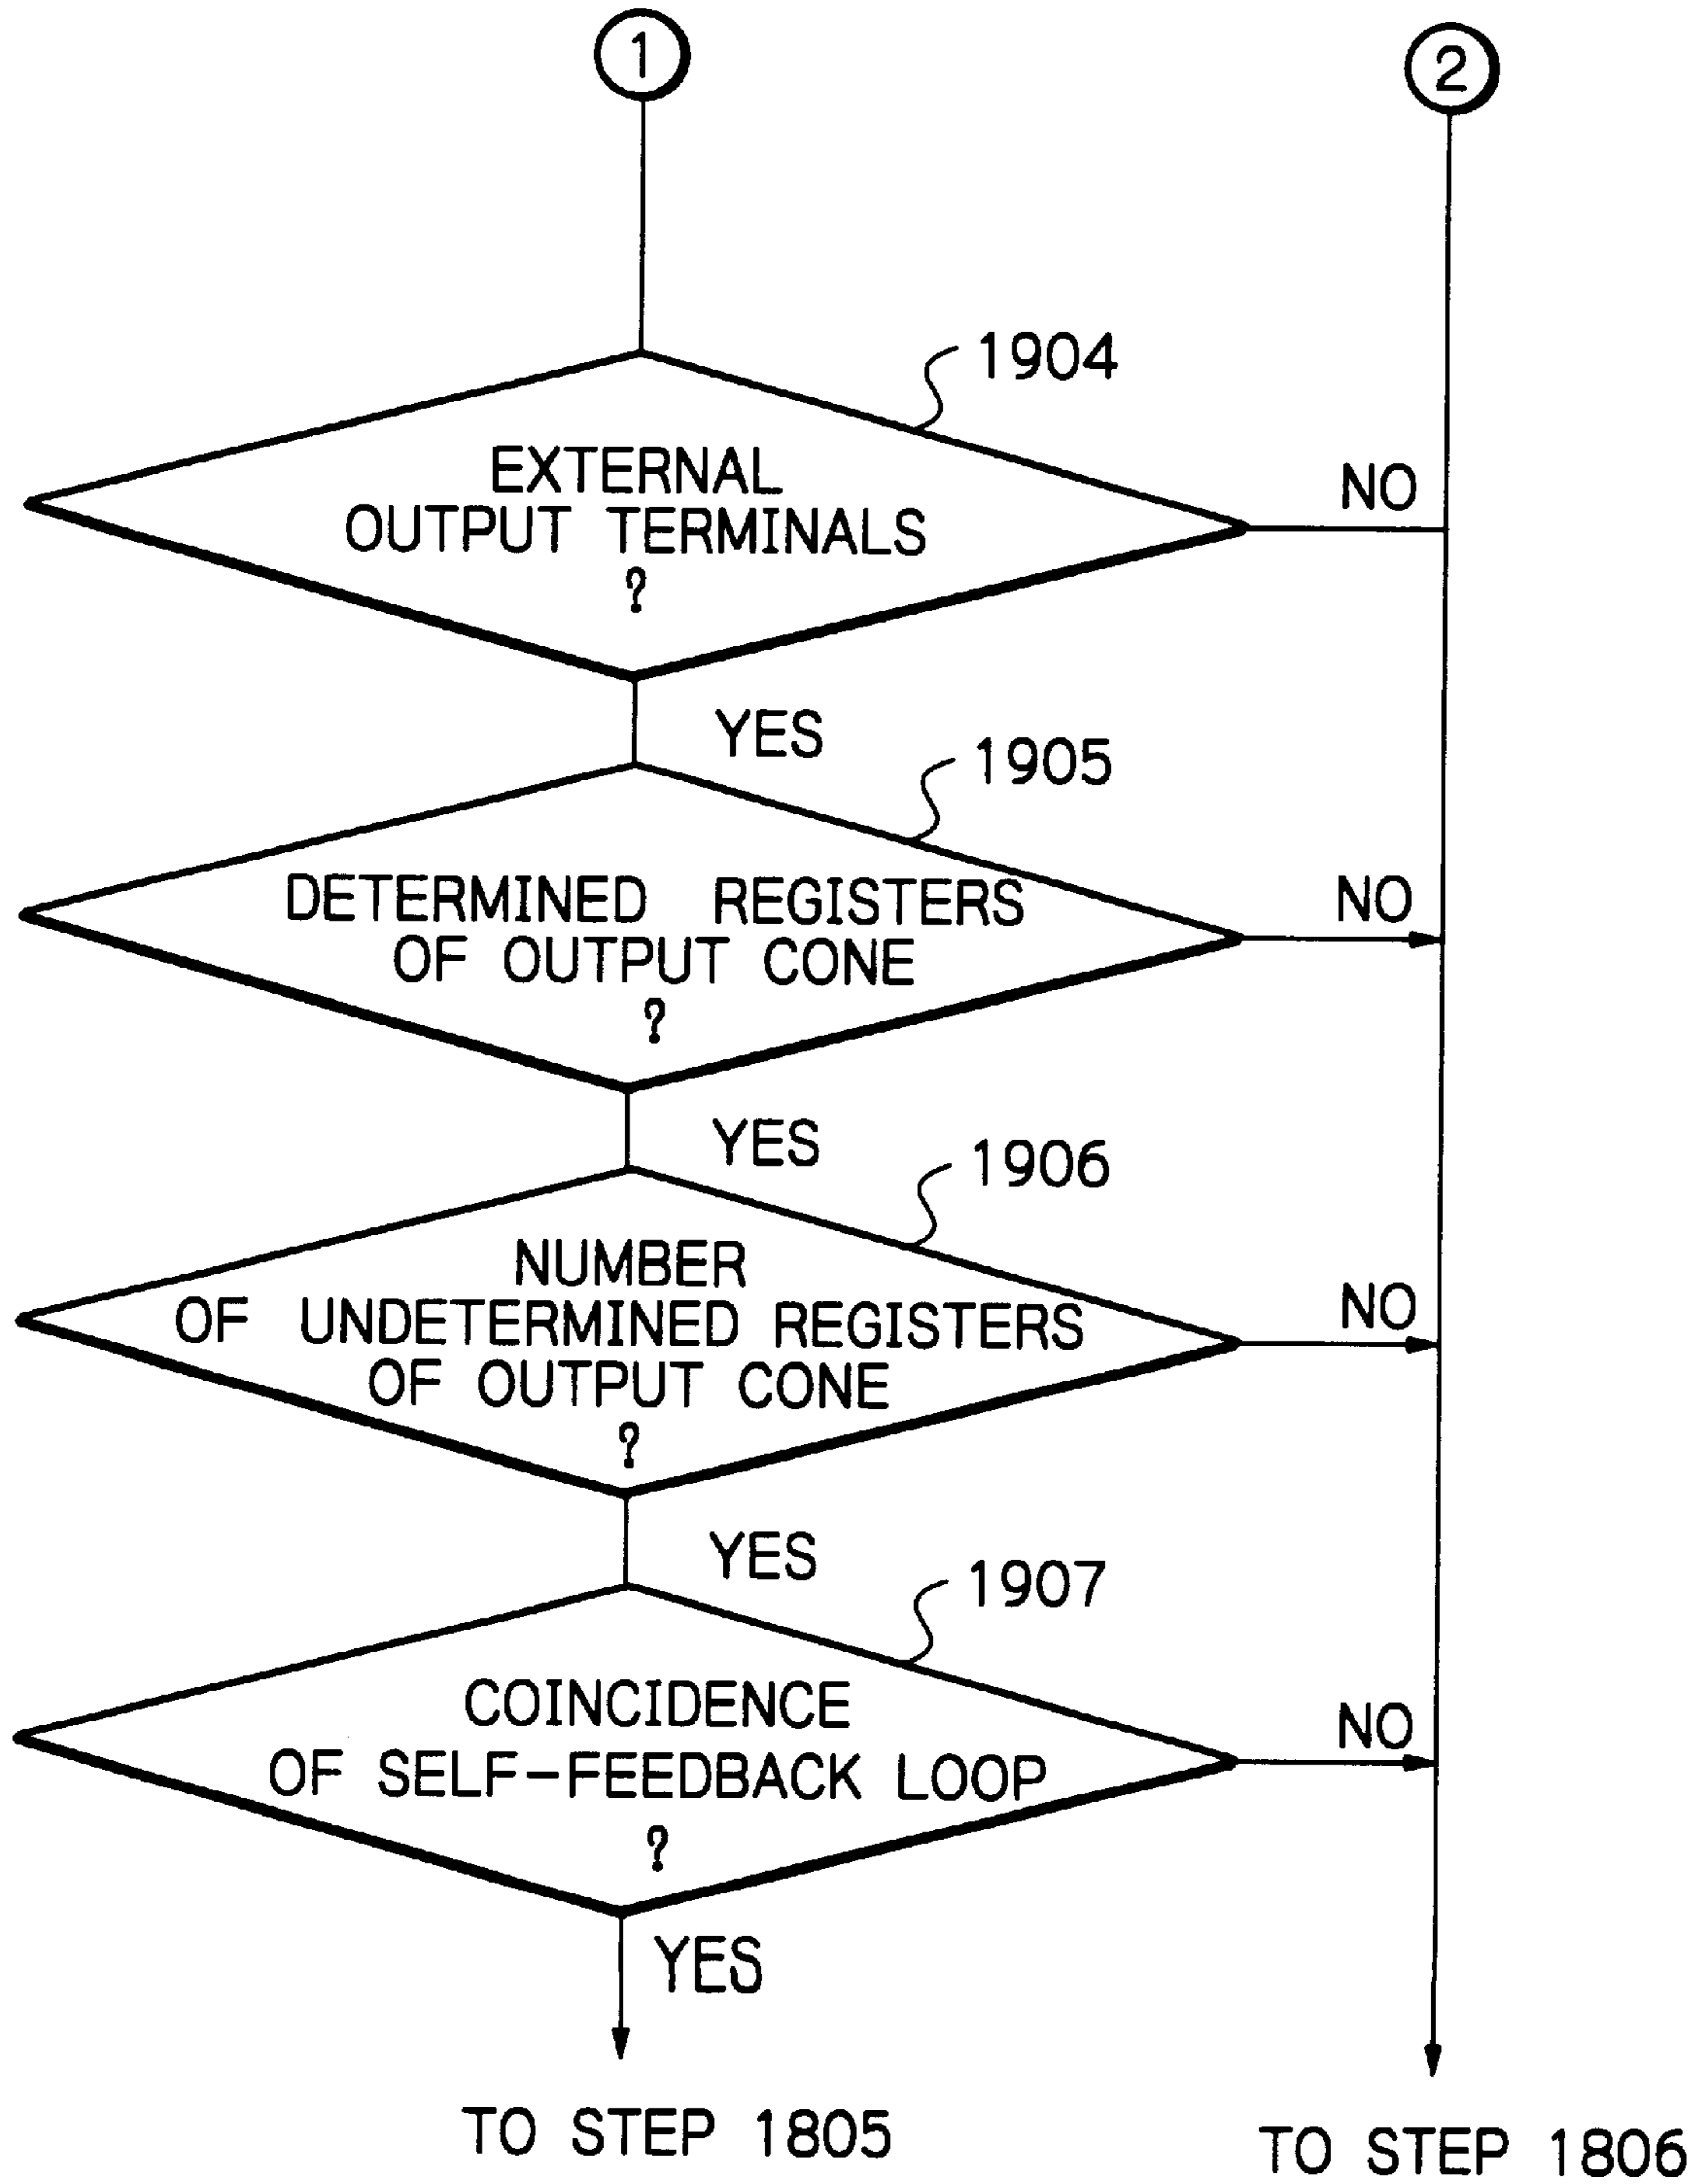 1
2
1904
EXTERNAL
OUTPUT TERMINALS
?
NO
YES
1905
DETERMINED REGISTERS
OF OUTPUT CONE
?
NO
YES
1906
NUMBER
OF UNDETERMINED REGISTERS
OF OUTPUT CONE
?
NO
YES
1907
COINCIDENCE
OF SELF-FEEDBACK LOOP
?
NO
YES
TO STEP 1805
TO STEP 1806